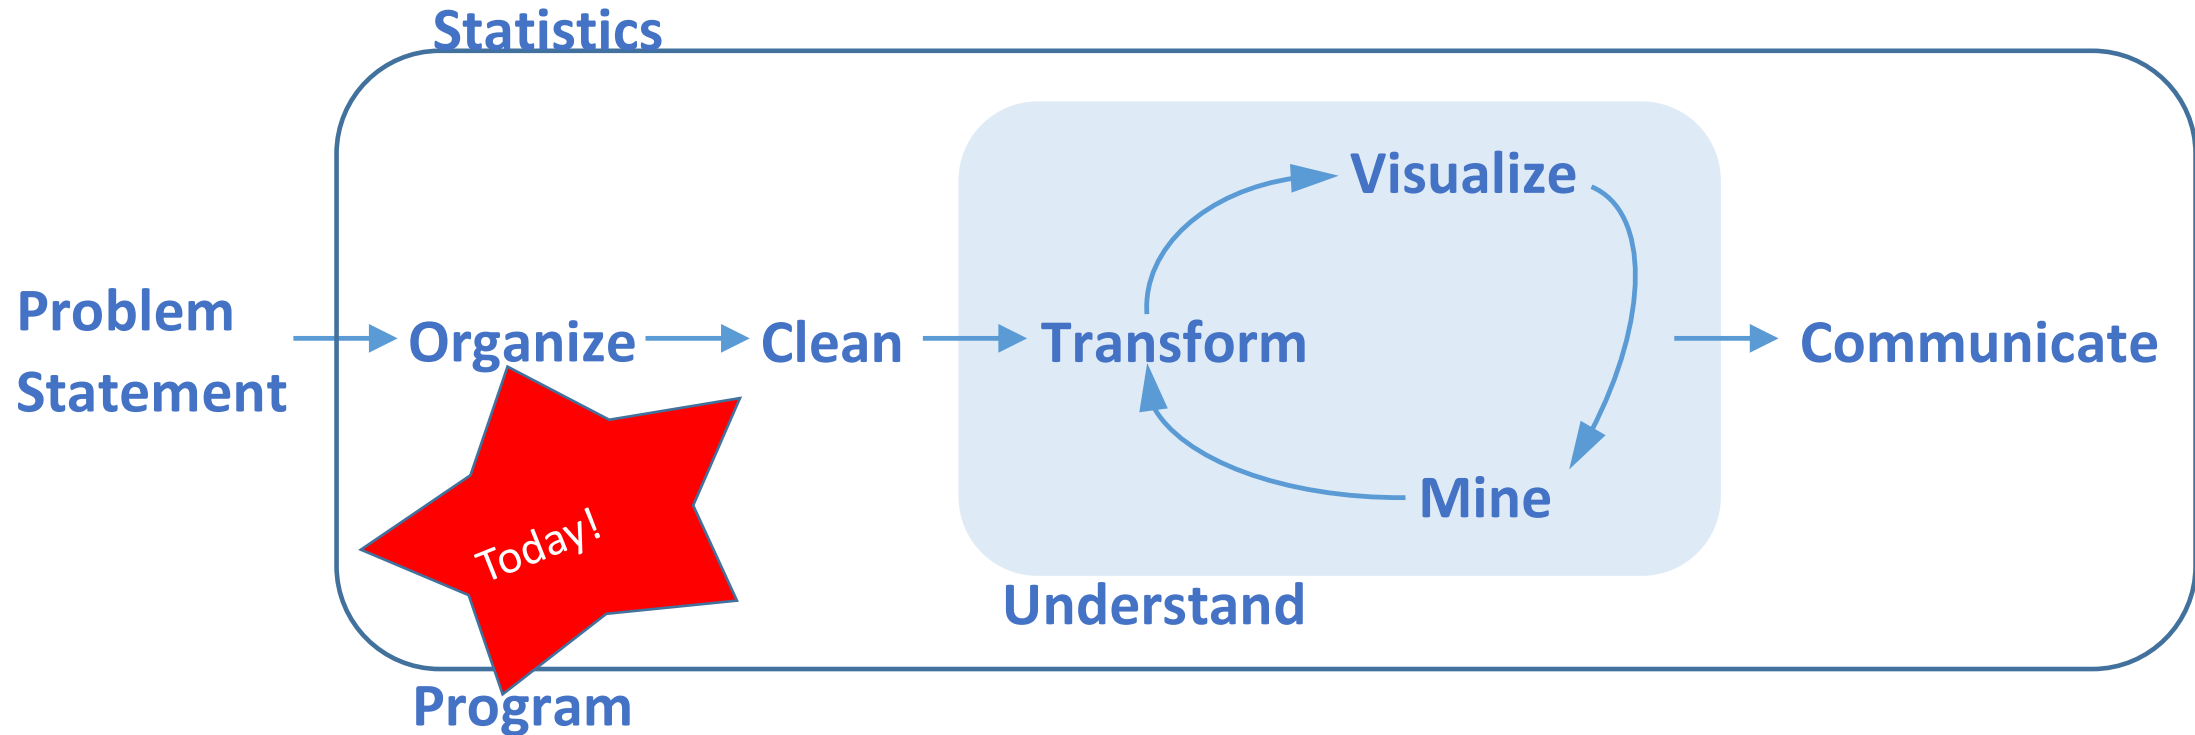 Statistics
Problem
Statement
Organize
Clean
Transform
Visualize
Mine
Communicate
Today!
Understand
Program